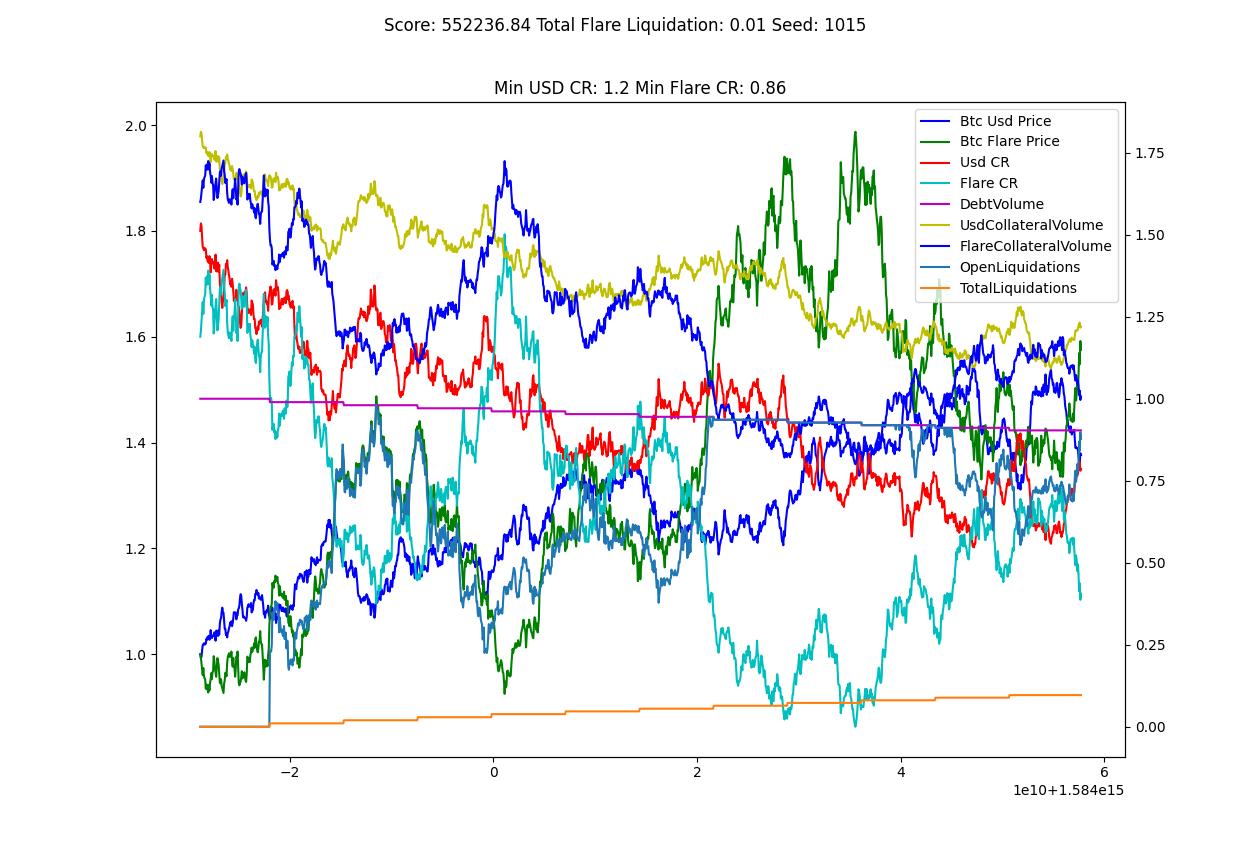 Score: 552236.84 Total Flare Liquidation: 0.01 Seed: 1015
Min USD CR: 1.2 Min Flare CR: 0.86
2.0
1.8
1.6
1.4
1.2
1.0
Btc Usd Price
Btc Flare Price
Usd CR
Flare CR
DebtVolume
UsdCollateralVolume
FlareCollateralVolume
OpenLiquidations
TotalLiquidations
1.75
1.50
1.25
1.00
0.75
0.50
0.25
0.00
−2 0 2 4 6
1e10+1.584e15